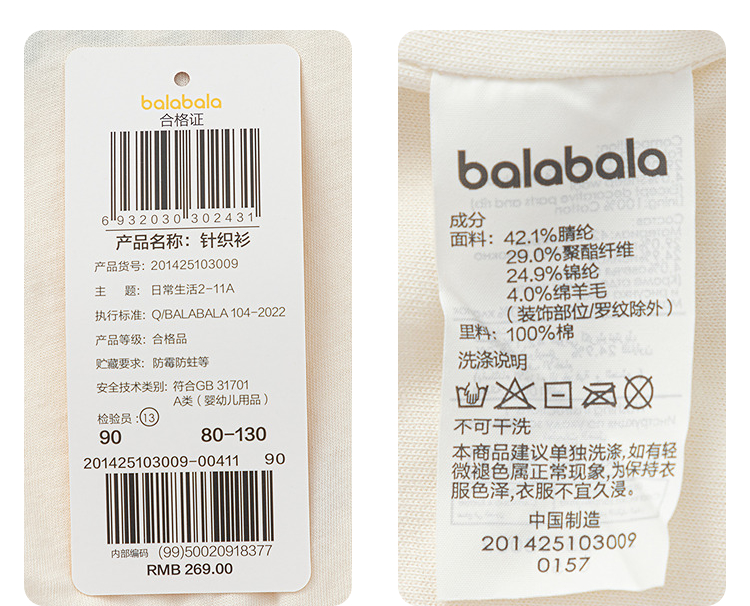 balabala
合格证
6 932030 302431
产品名称：针织衫
产品货号：201425103009
主 题：日常生活2-11A
执行标准：Q/BALABALA 104-2022
产品等级：合格品
贮藏要求：防霉防蛀等
安全技术类别：符合GB 31701
A类（婴幼儿用品）
检验员：13
90 80-130
201425103009-00411 90
内部编码 (99)50020918377
RMB 269.00
balabala
成分
面料：42.1%腈纶
29.0%聚酯纤维
24.9%锦纶
4.0%绵羊毛
（装饰部位/罗纹除外）
里料：100%棉
洗涤说明
不可干洗
本商品建议单独洗涤，如有轻
微褪色属正常现象，为保持衣
服色泽，衣服不宜久浸。
中国制造
201425103009
0157